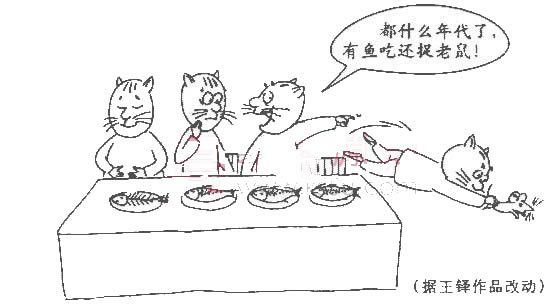 都什么年代了，
有鱼吃还捉老鼠！
（据王铎作品改动）